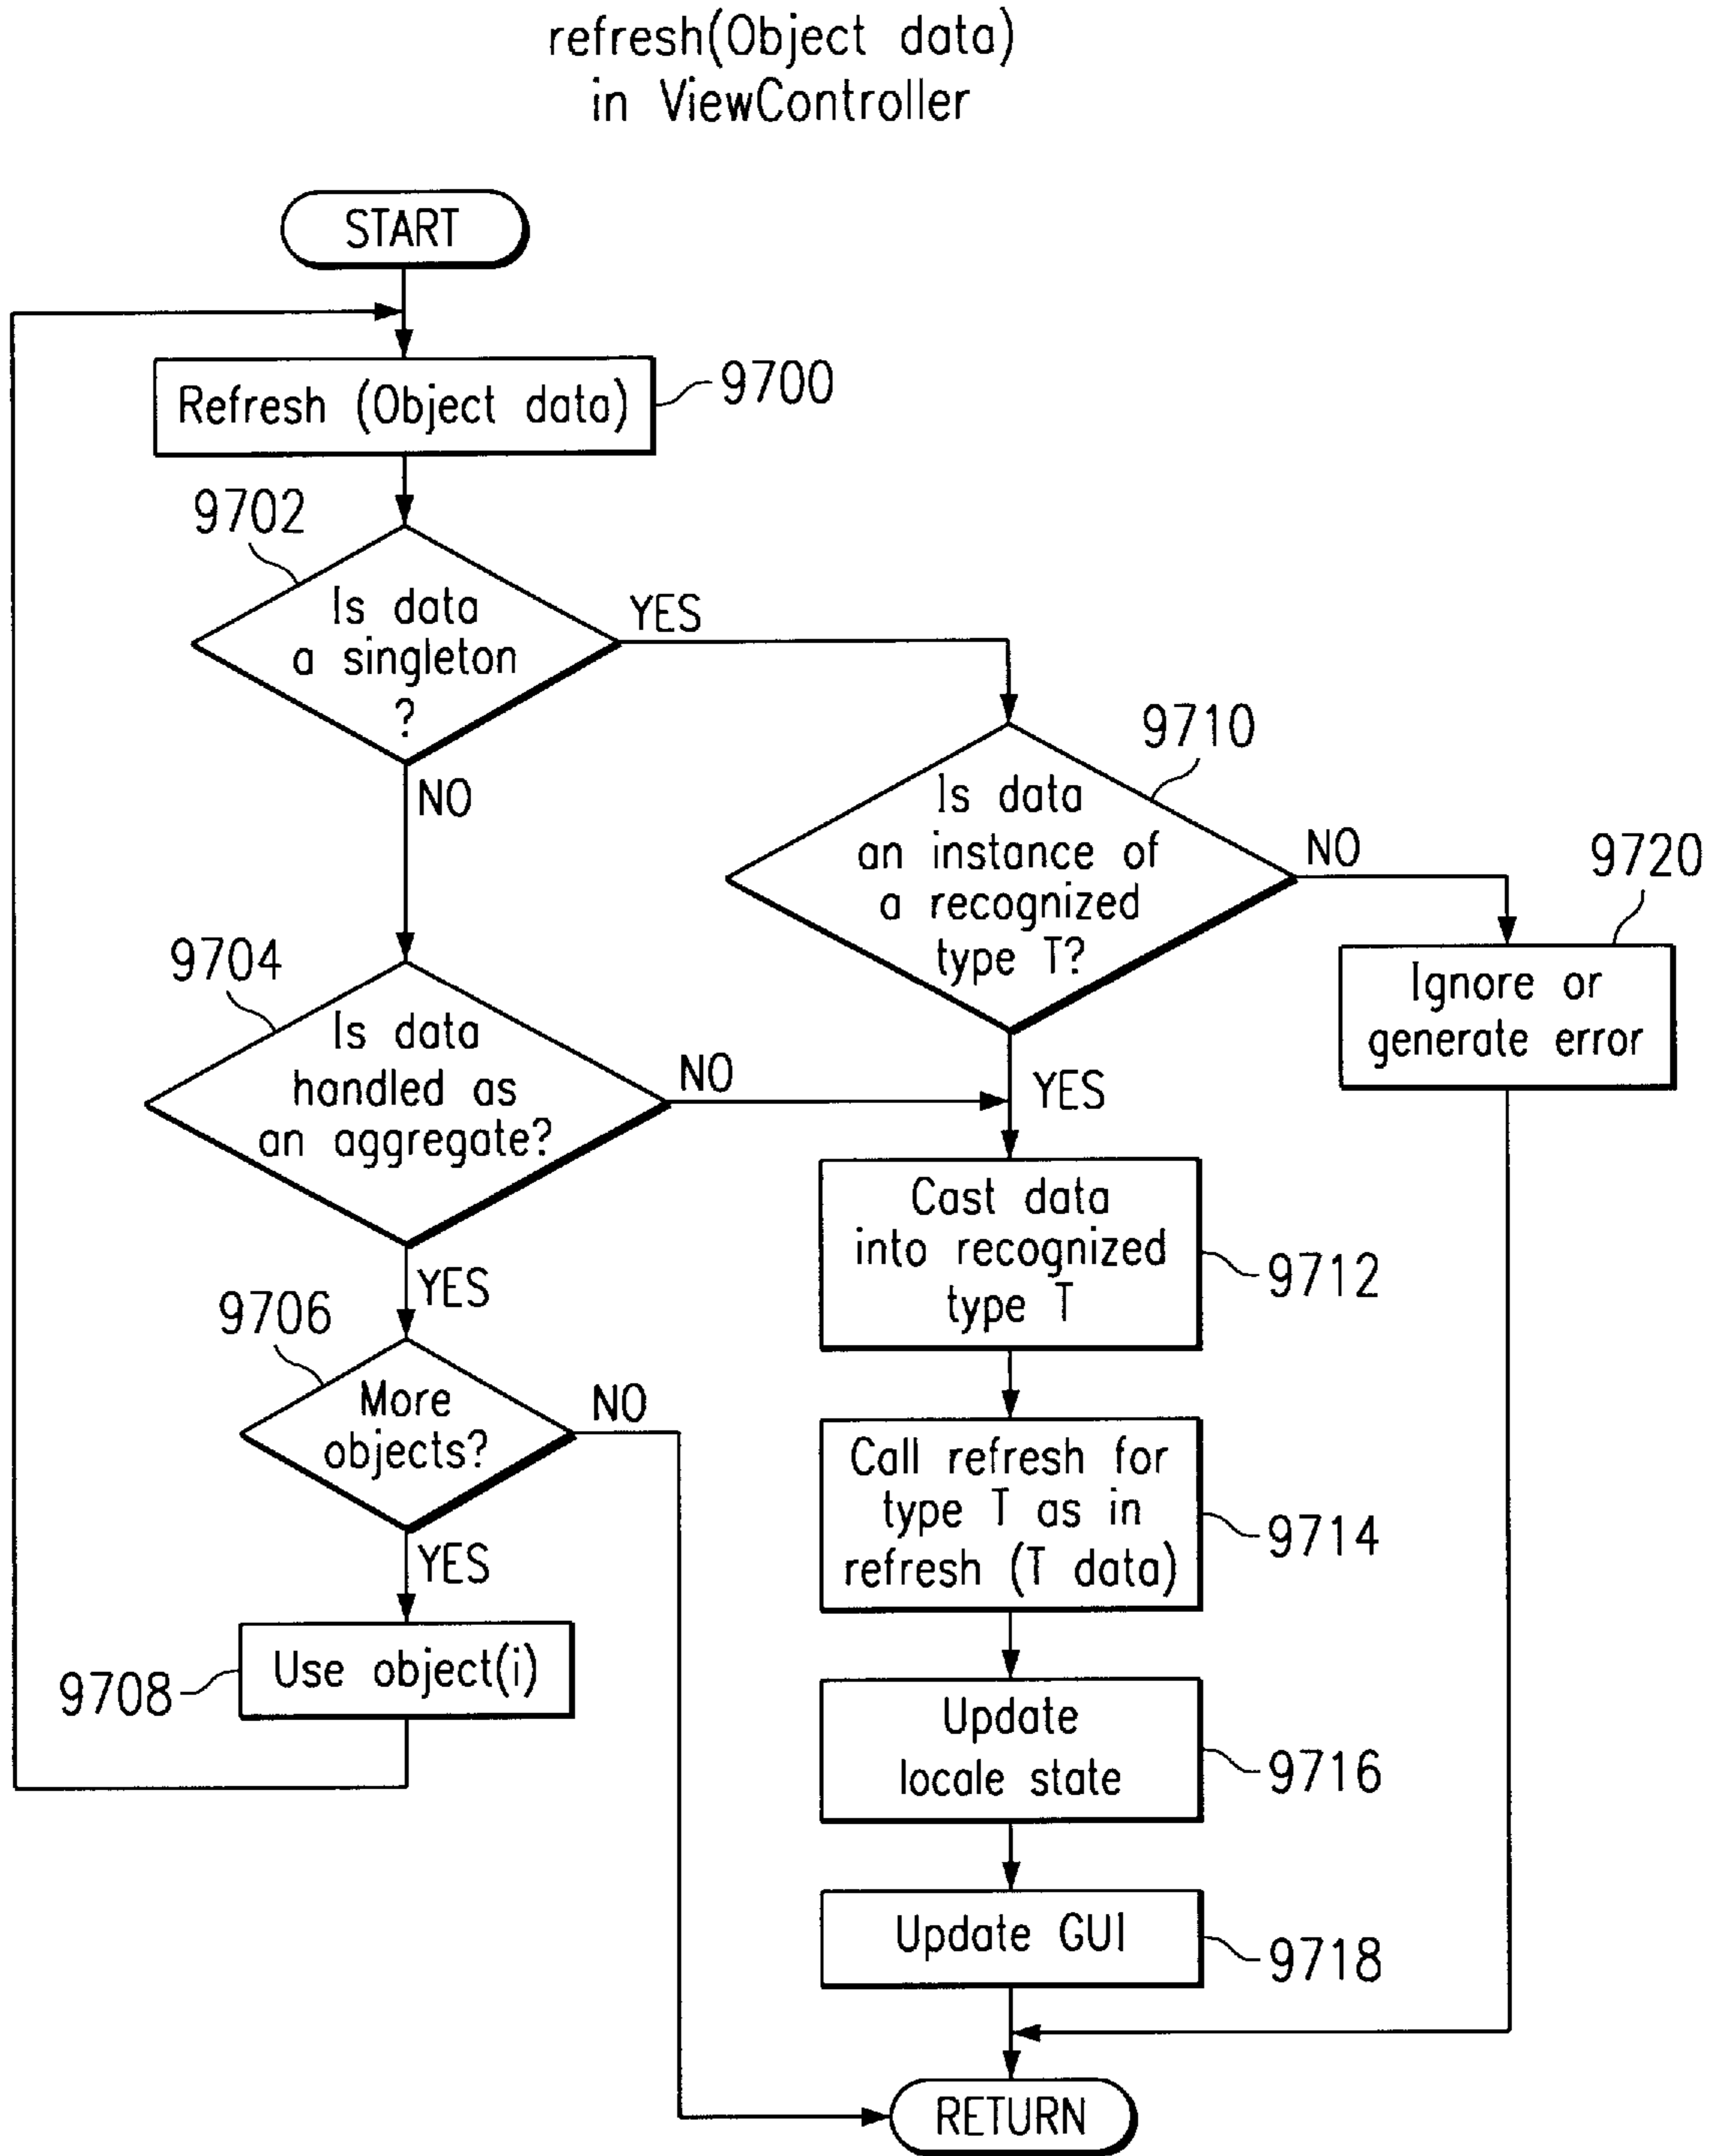 refresh(Object data)
in ViewController
START
Refresh (Object data)
9700
9702
Is data
a singleton
?
YES
NO
9710
Is data
an instance of
a recognized
type T?
NO
YES
9720
Ignore or
generate error
9704
Is data
handled as
an aggregate?
NO
YES
9706
More
objects?
NO
YES
9708
Use object(i)
Cast data
into recognized
type T
9712
Call refresh for
type T as in
refresh (T data)
9714
Update
locale state
9716
Update GUI
9718
RETURN